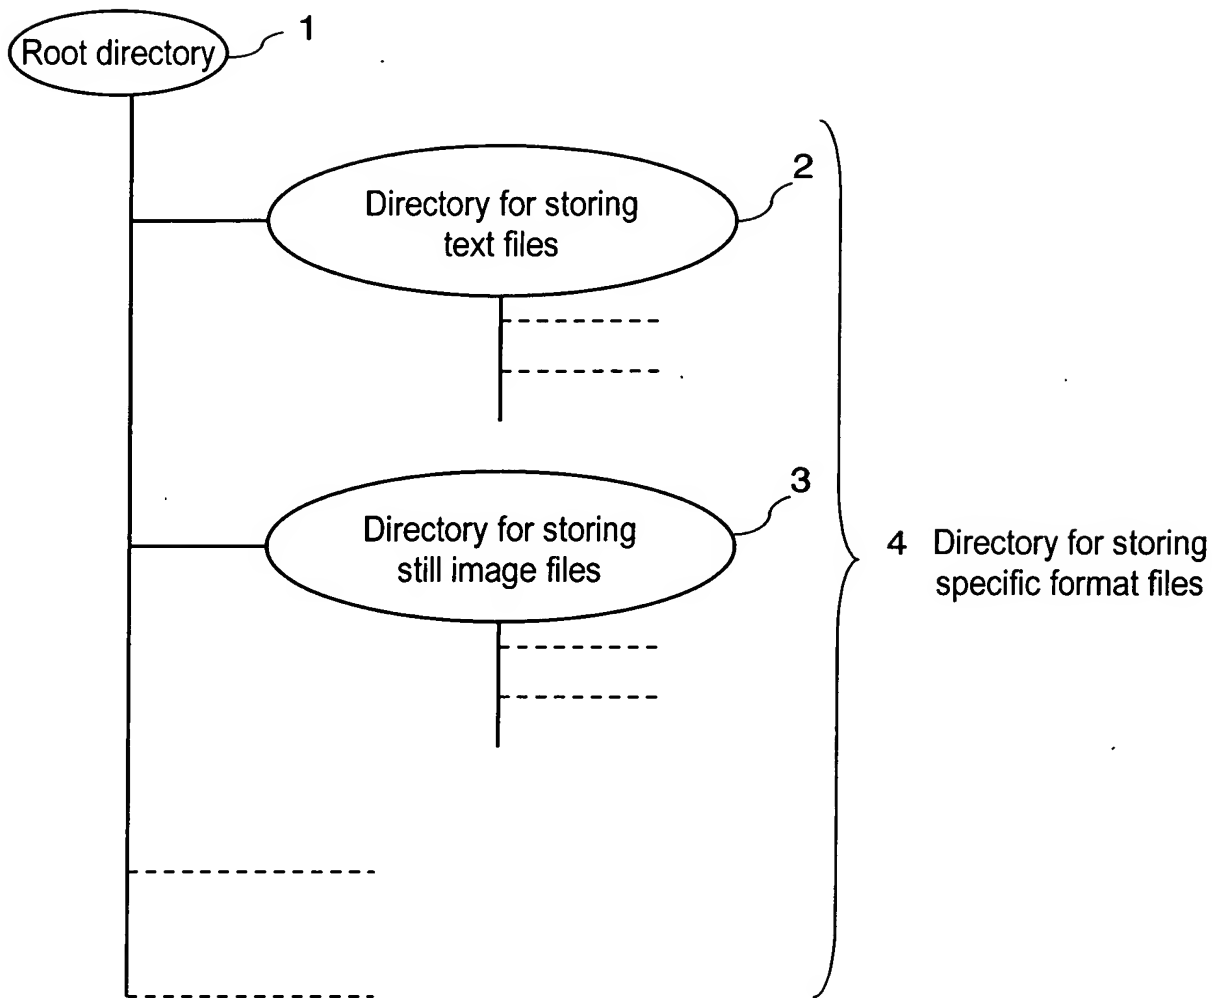 Root directory
1
2
Directory for storing
text files
3
Directory for storing
still image files
4 Directory for storing
specific format files